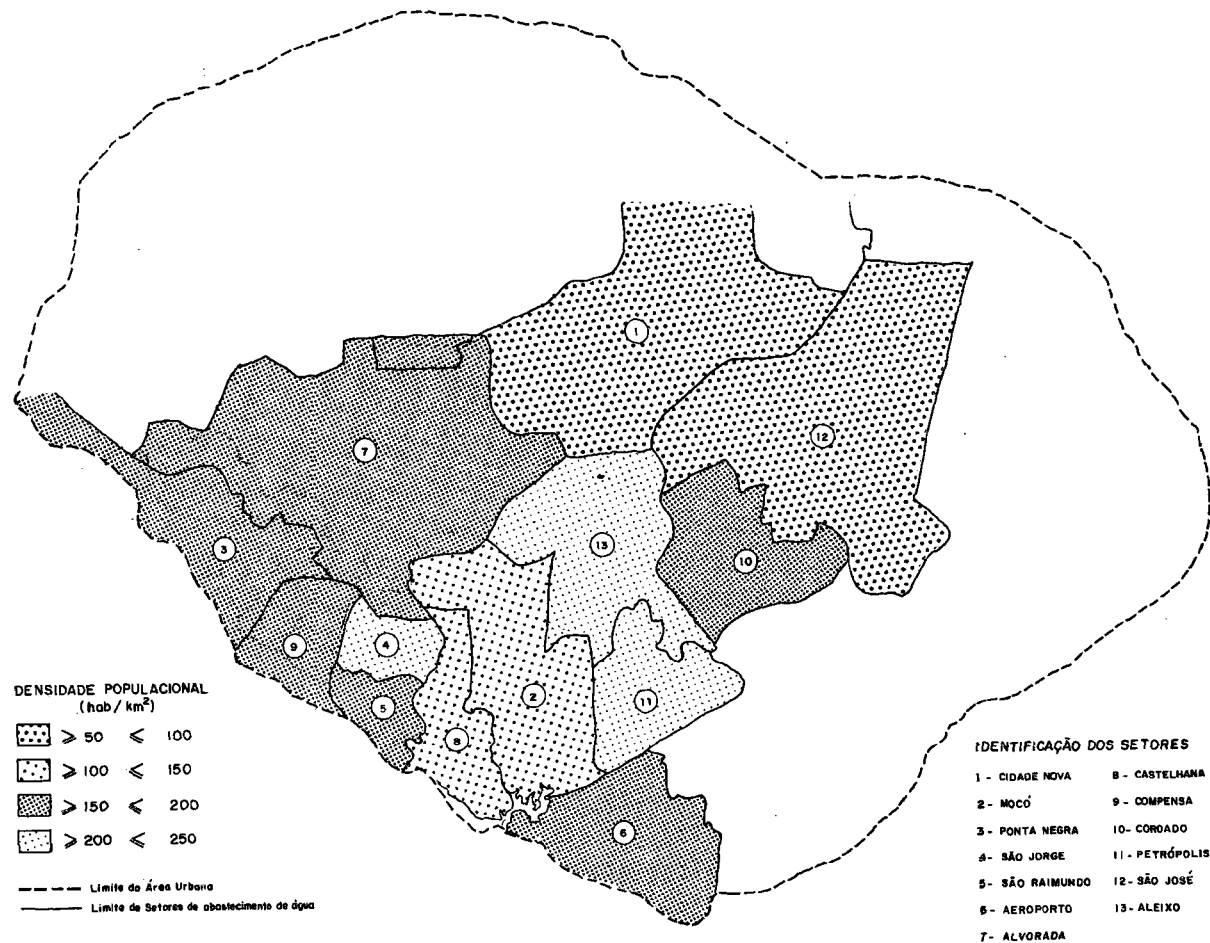 1
12
7
3
13
10
9
4
5
8
2
11
6
DENSIDADE POPULACIONAL
(hab/km²)
⩾ 50 ⩽ 100
⩾ 100 ⩽ 150
⩾ 150 ⩽ 200
⩾ 200 ⩽ 250
Limite da Área Urbana
Limite de Setores de abastecimento de água
IDENTIFICAÇÃO DOS SETORES
1 - CIDADE NOVA
2 - MOCÓ
3 - PONTA NEGRA
4 - SÃO JORGE
5 - SÃO RAIMUNDO
6 - AEROPORTO
7 - ALVORADA
8 - CASTELHANA
9 - COMPENSA
10 - COROADO
11 - PETRÓPOLIS
12 - SÃO JOSÉ
13 - ALEIXO